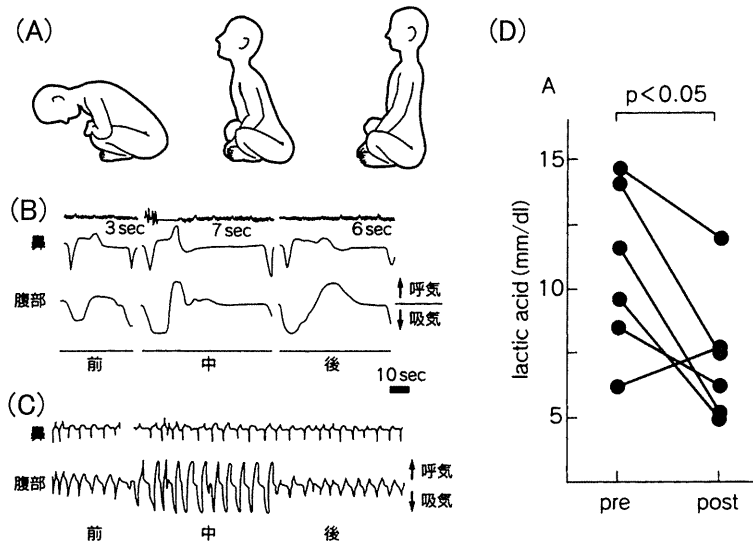 (A)
(B)
3 sec
7 sec
6 sec
鼻
腹部
呼気
吸気
前
中
後
10 sec
(C)
鼻
腹部
呼気
吸気
前
中
後
(D)
A
p<0.05
lactic acid (mm/dl)
15
10
5
pre
post